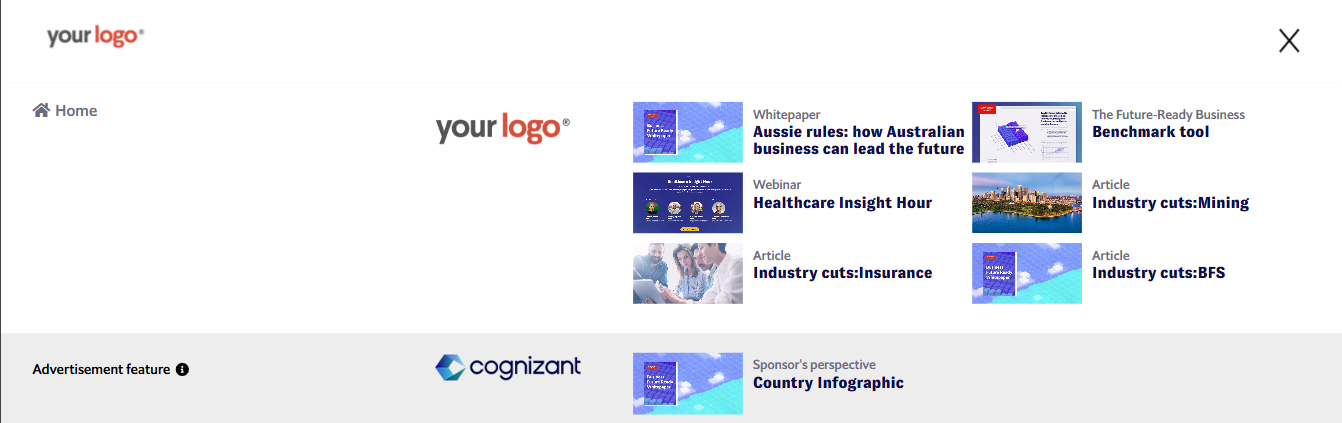 your logo®
Home
your logo®
Whitepaper
Aussie rules: how Australian
business can lead the future
The Future-Ready Business
Benchmark tool
Webinar
Healthcare Insight Hour
Article
Industry cuts:Mining
Article
Industry cuts:Insurance
Article
Industry cuts:BFS
Advertisement feature
cognizant
Sponsor's perspective
Country Infographic